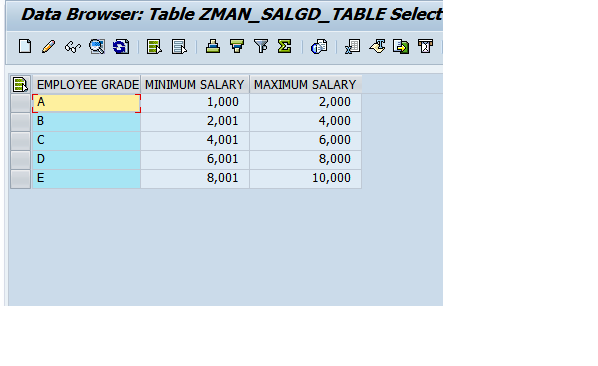 Data Browser: Table ZMAN_SALGD_TABLE Select
EMPLOYEE GRADE MINIMUM SALARY MAXIMUM SALARY
A 1,000 2,000
B 2,001 4,000
C 4,001 6,000
D 6,001 8,000
E 8,001 10,000